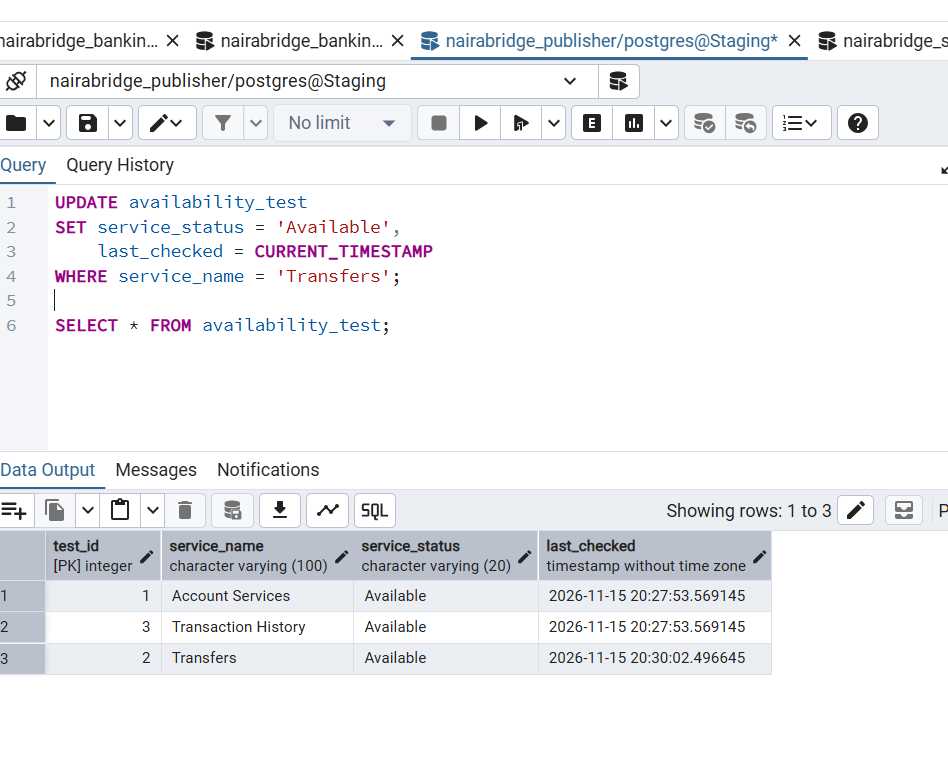 nairabridge_bankin... nairabridge_bankin... nairabridge_publisher/postgres@Staging* nairabridge_s
nairabridge_publisher/postgres@Staging
No limit E
Query Query History
1 UPDATE availability_test
2 SET service_status = 'Available',
3 last_checked = CURRENT_TIMESTAMP
4 WHERE service_name = 'Transfers';
5
6 SELECT * FROM availability_test;
Data Output Messages Notifications
SQL Showing rows: 1 to 3 P
test_id service_name service_status last_checked
[PK] integer character varying (100) character varying (20) timestamp without time zone
1 1 Account Services Available 2026-11-15 20:27:53.569145
2 3 Transaction History Available 2026-11-15 20:27:53.569145
3 2 Transfers Available 2026-11-15 20:30:02.496645